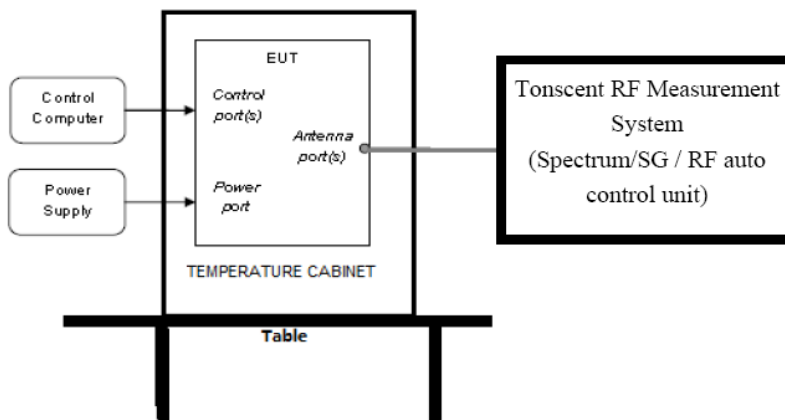 EUT
Control
port(s)
Antenna
port(s)
Power
port
TEMPERATURE CABINET
Control
Computer
Power
Supply
Tonscent RF Measurement
System
(Spectrum/SG / RF auto
control unit)
Table